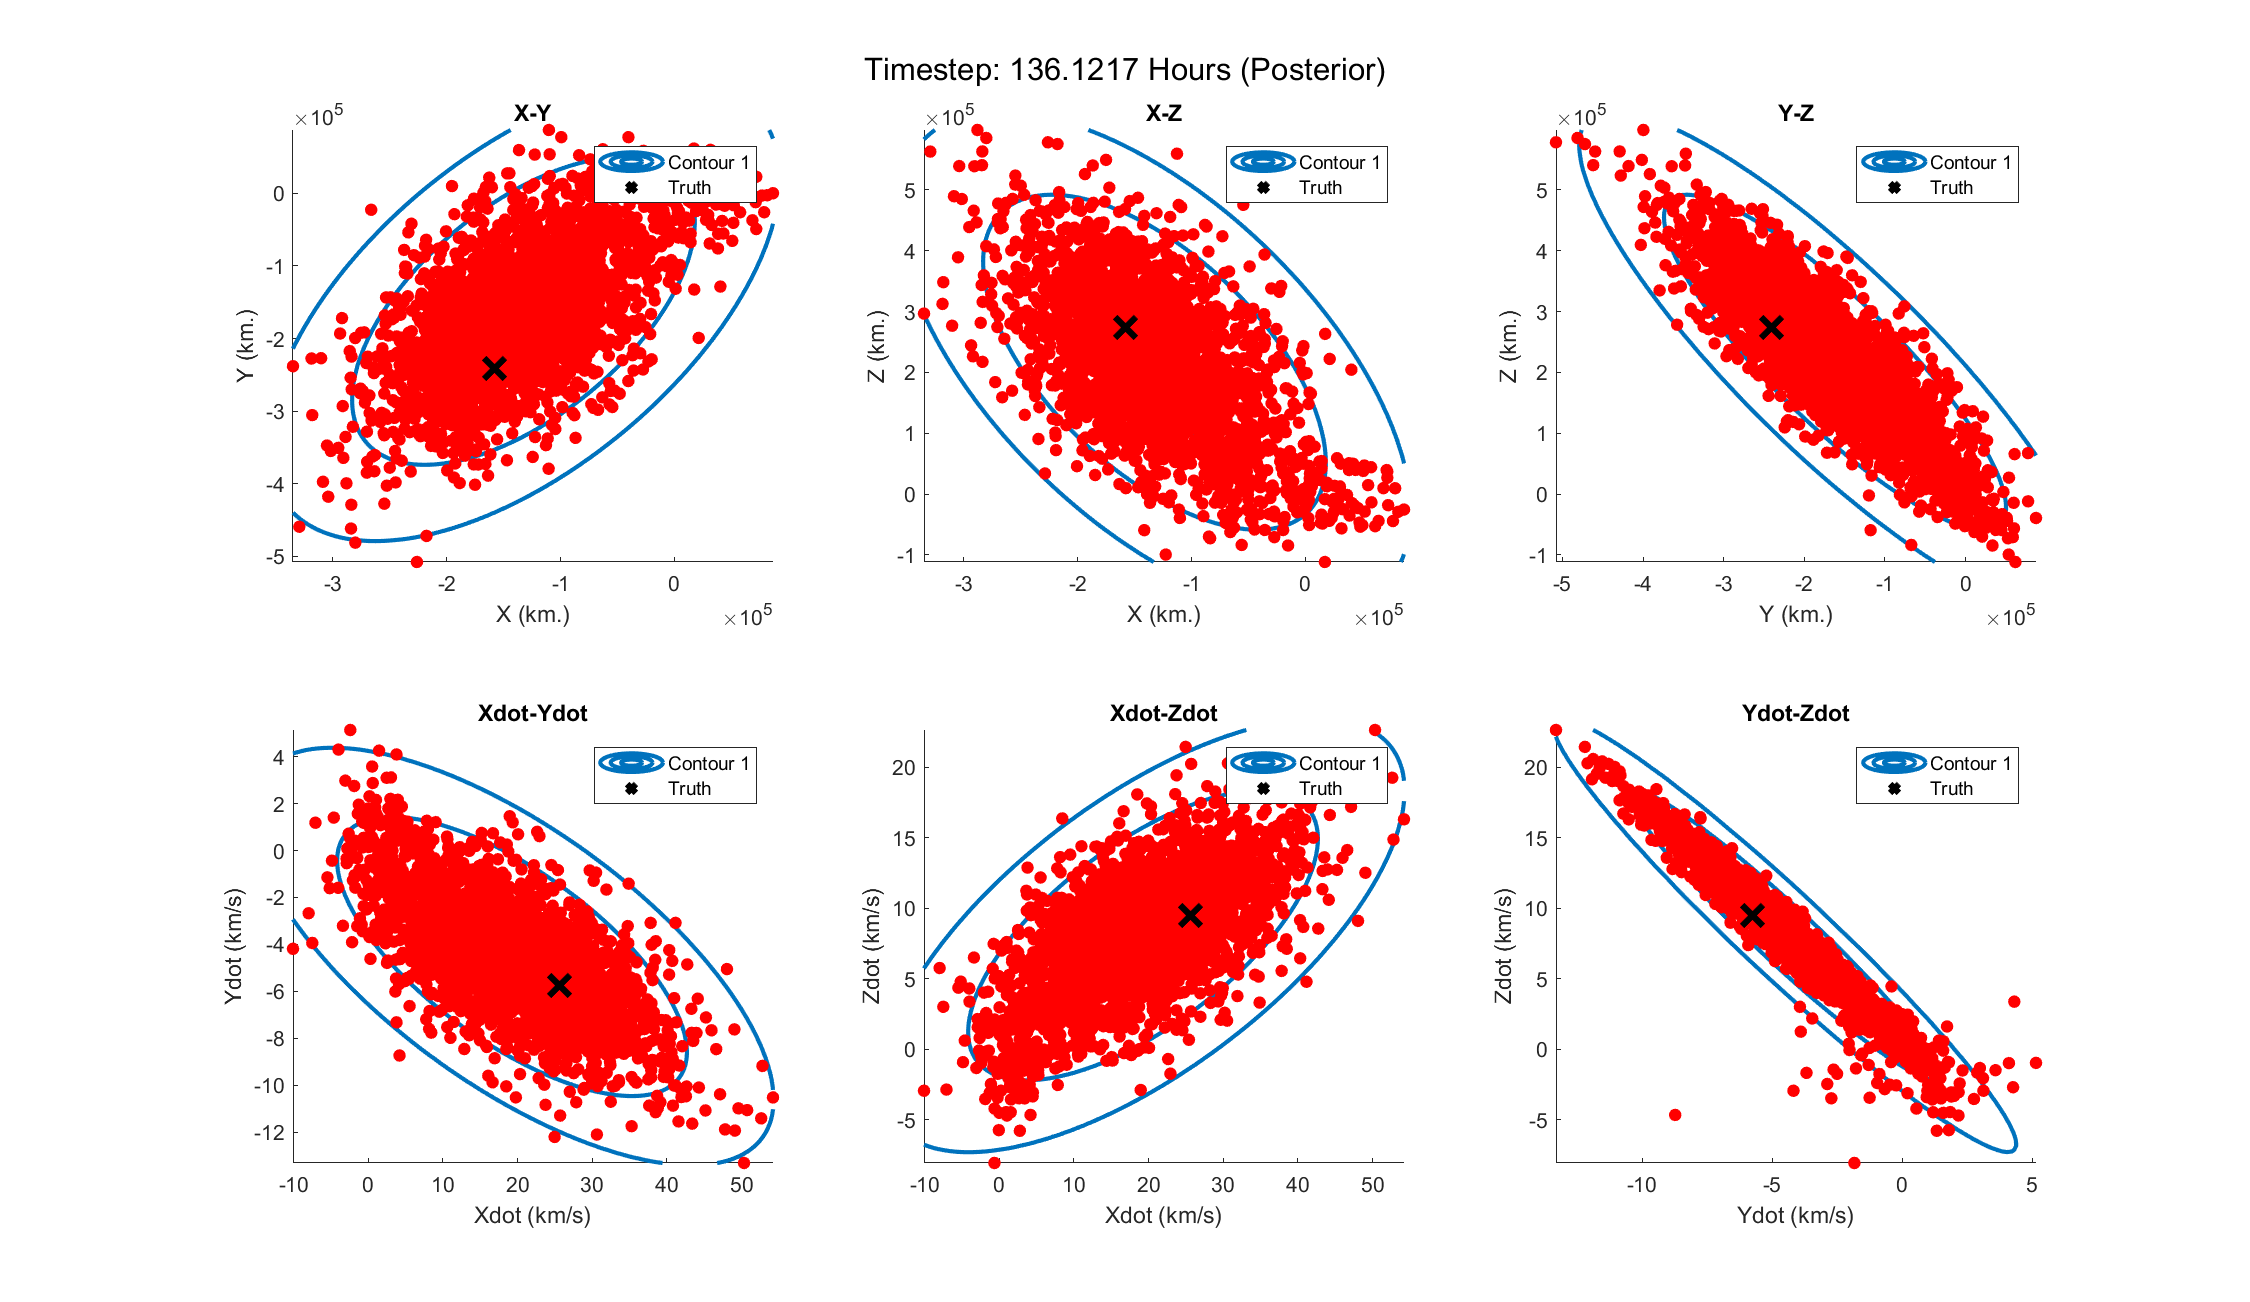 Timestep: 136.1217 Hours (Posterior)
X-Y
×10^5
Contour 1
Truth
0
-1
-2
-3
-4
-5
Y (km.)
-3 -2 -1 0
X (km.)
×10^5
X-Z
×10^5
Contour 1
Truth
5
4
3
2
1
0
-1
Z (km.)
-3 -2 -1 0
X (km.)
×10^5
Y-Z
×10^5
Contour 1
Truth
5
4
3
2
1
0
-1
Z (km.)
-5 -4 -3 -2 -1 0
Y (km.)
×10^5
Xdot-Ydot
Contour 1
Truth
4
2
0
-2
-4
-6
-8
-10
-12
Ydot (km/s)
-10 0 10 20 30 40 50
Xdot (km/s)
Xdot-Zdot
Contour 1
Truth
20
15
10
5
0
-5
Zdot (km/s)
-10 0 10 20 30 40 50
Xdot (km/s)
Ydot-Zdot
Contour 1
Truth
20
15
10
5
0
-5
Zdot (km/s)
-10 -5 0 5
Ydot (km/s)